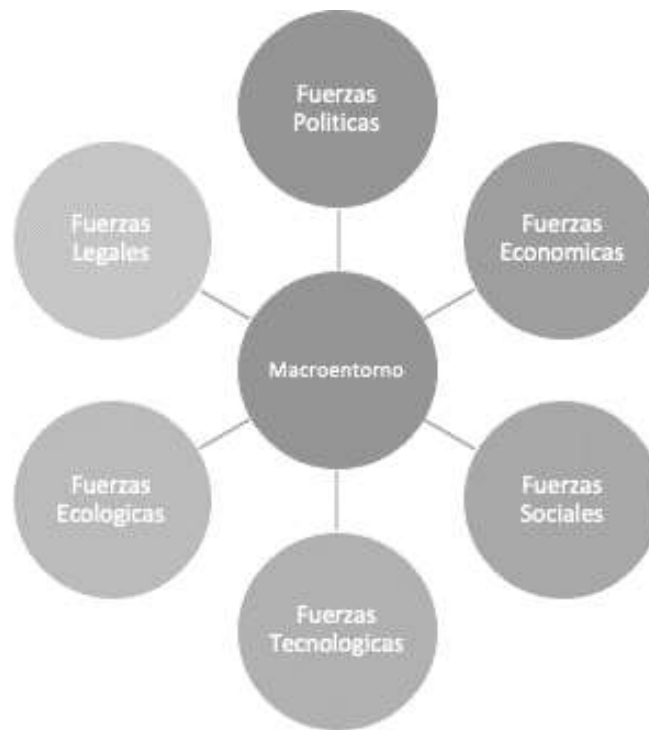 Fuerzas
Politicas
Fuerzas
Economicas
Fuerzas
Sociales
Fuerzas
Tecnologicas
Fuerzas
Ecologicas
Fuerzas
Legales
Macroentorno